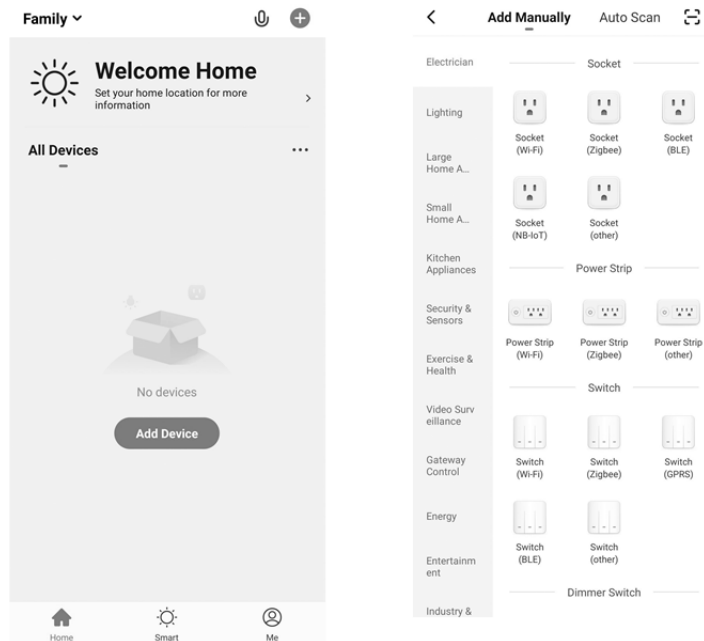 Family
Welcome Home
Set your home location for more
information
All Devices
No devices
Add Device
Home
Smart
Me
Add Manually
Auto Scan
Electrician
Lighting
Large
Home A...
Small
Home A...
Kitchen
Appliances
Security &
Sensors
Exercise &
Health
Video Surv
eillance
Gateway
Control
Energy
Entertainm
ent
Industry &
Socket
Socket
(Wi-Fi)
Socket
(Zigbee)
Socket
(BLE)
Socket
(NB-IoT)
Socket
(other)
Power Strip
Power Strip
(Wi-Fi)
Power Strip
(Zigbee)
Power Strip
(other)
Switch
Switch
(Wi-Fi)
Switch
(Zigbee)
Switch
(GPRS)
Switch
(BLE)
Switch
(other)
Dimmer Switch